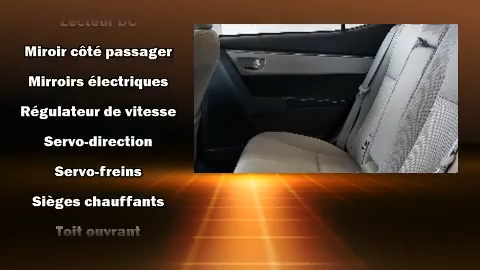 Lecteur DC
Miroir côté passager
Mirroirs électriques
Régulateur de vitesse
Servo-direction
Servo-freins
Sièges chauffants
Toit ouvrant